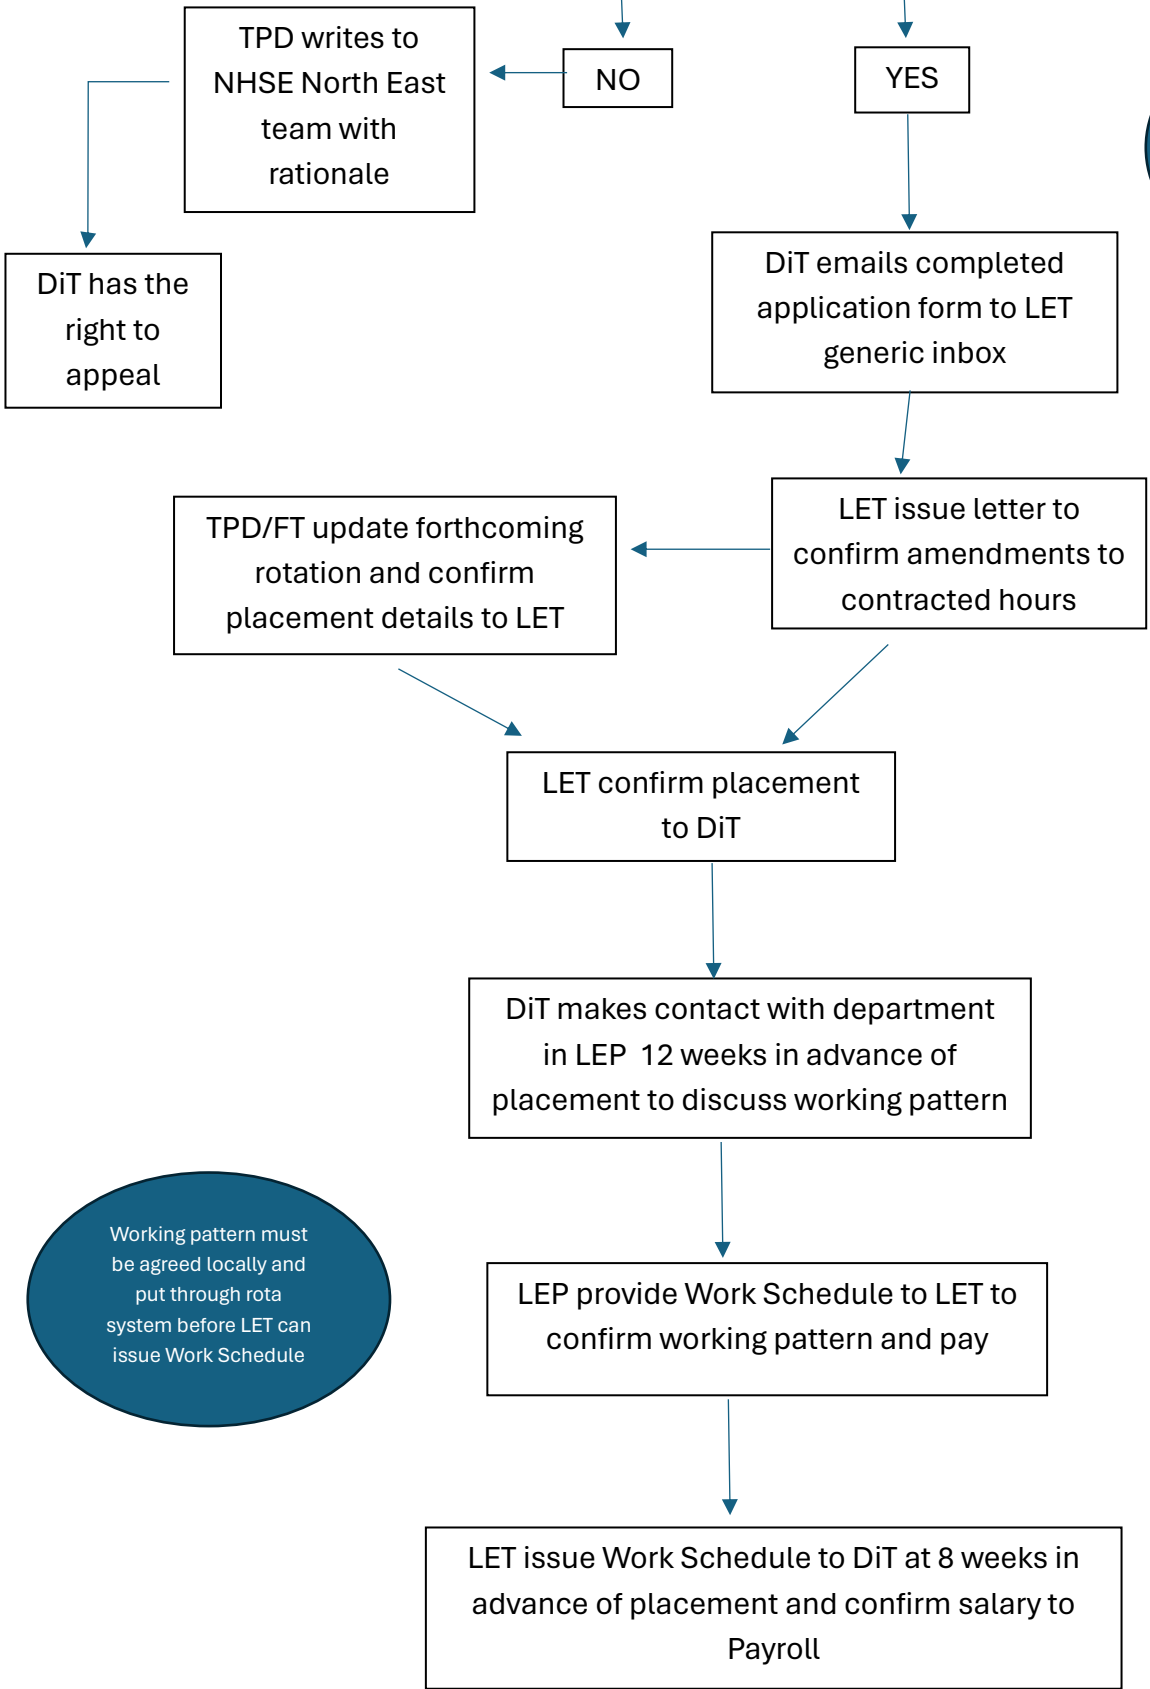 TPD writes to
NHSE North East
team with
rationale
NO
YES
DiT has the
right to
appeal
DiT emails completed
application form to LET
generic inbox
TPD/FT update forthcoming
rotation and confirm
placement details to LET
LET issue letter to
confirm amendments to
contracted hours
LET confirm placement
to DiT
DiT makes contact with department
in LEP  12 weeks in advance of
placement to discuss working pattern
Working pattern must
be agreed locally and
put through rota
system before LET can
issue Work Schedule
LEP provide Work Schedule to LET to
confirm working pattern and pay
LET issue Work Schedule to DiT at 8 weeks in
advance of placement and confirm salary to
Payroll